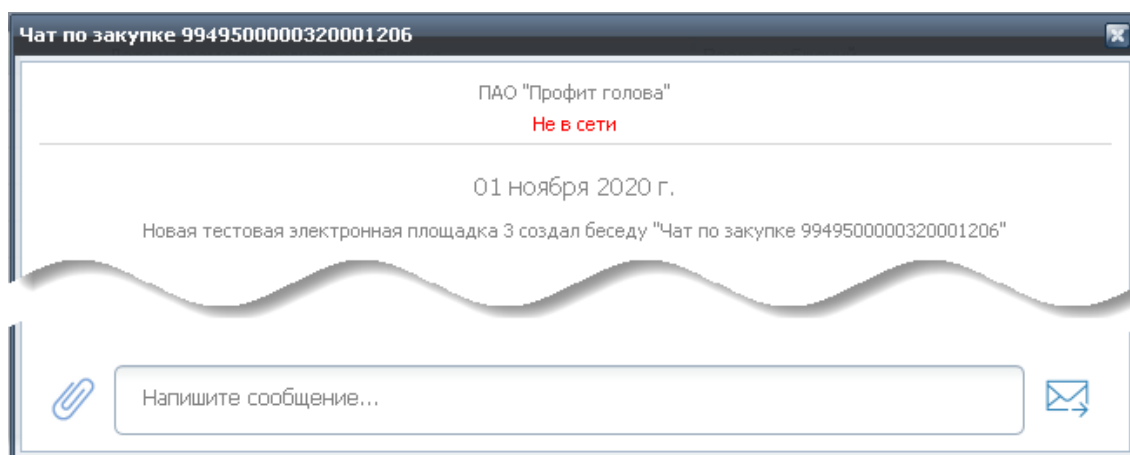 Чат по закупке 9949500000320001206
ПАО "Профит голова"
Не в сети
01 ноября 2020 г.
Новая тестовая электронная площадка 3 создал беседу "Чат по закупке 9949500000320001206"
Напишите сообщение...